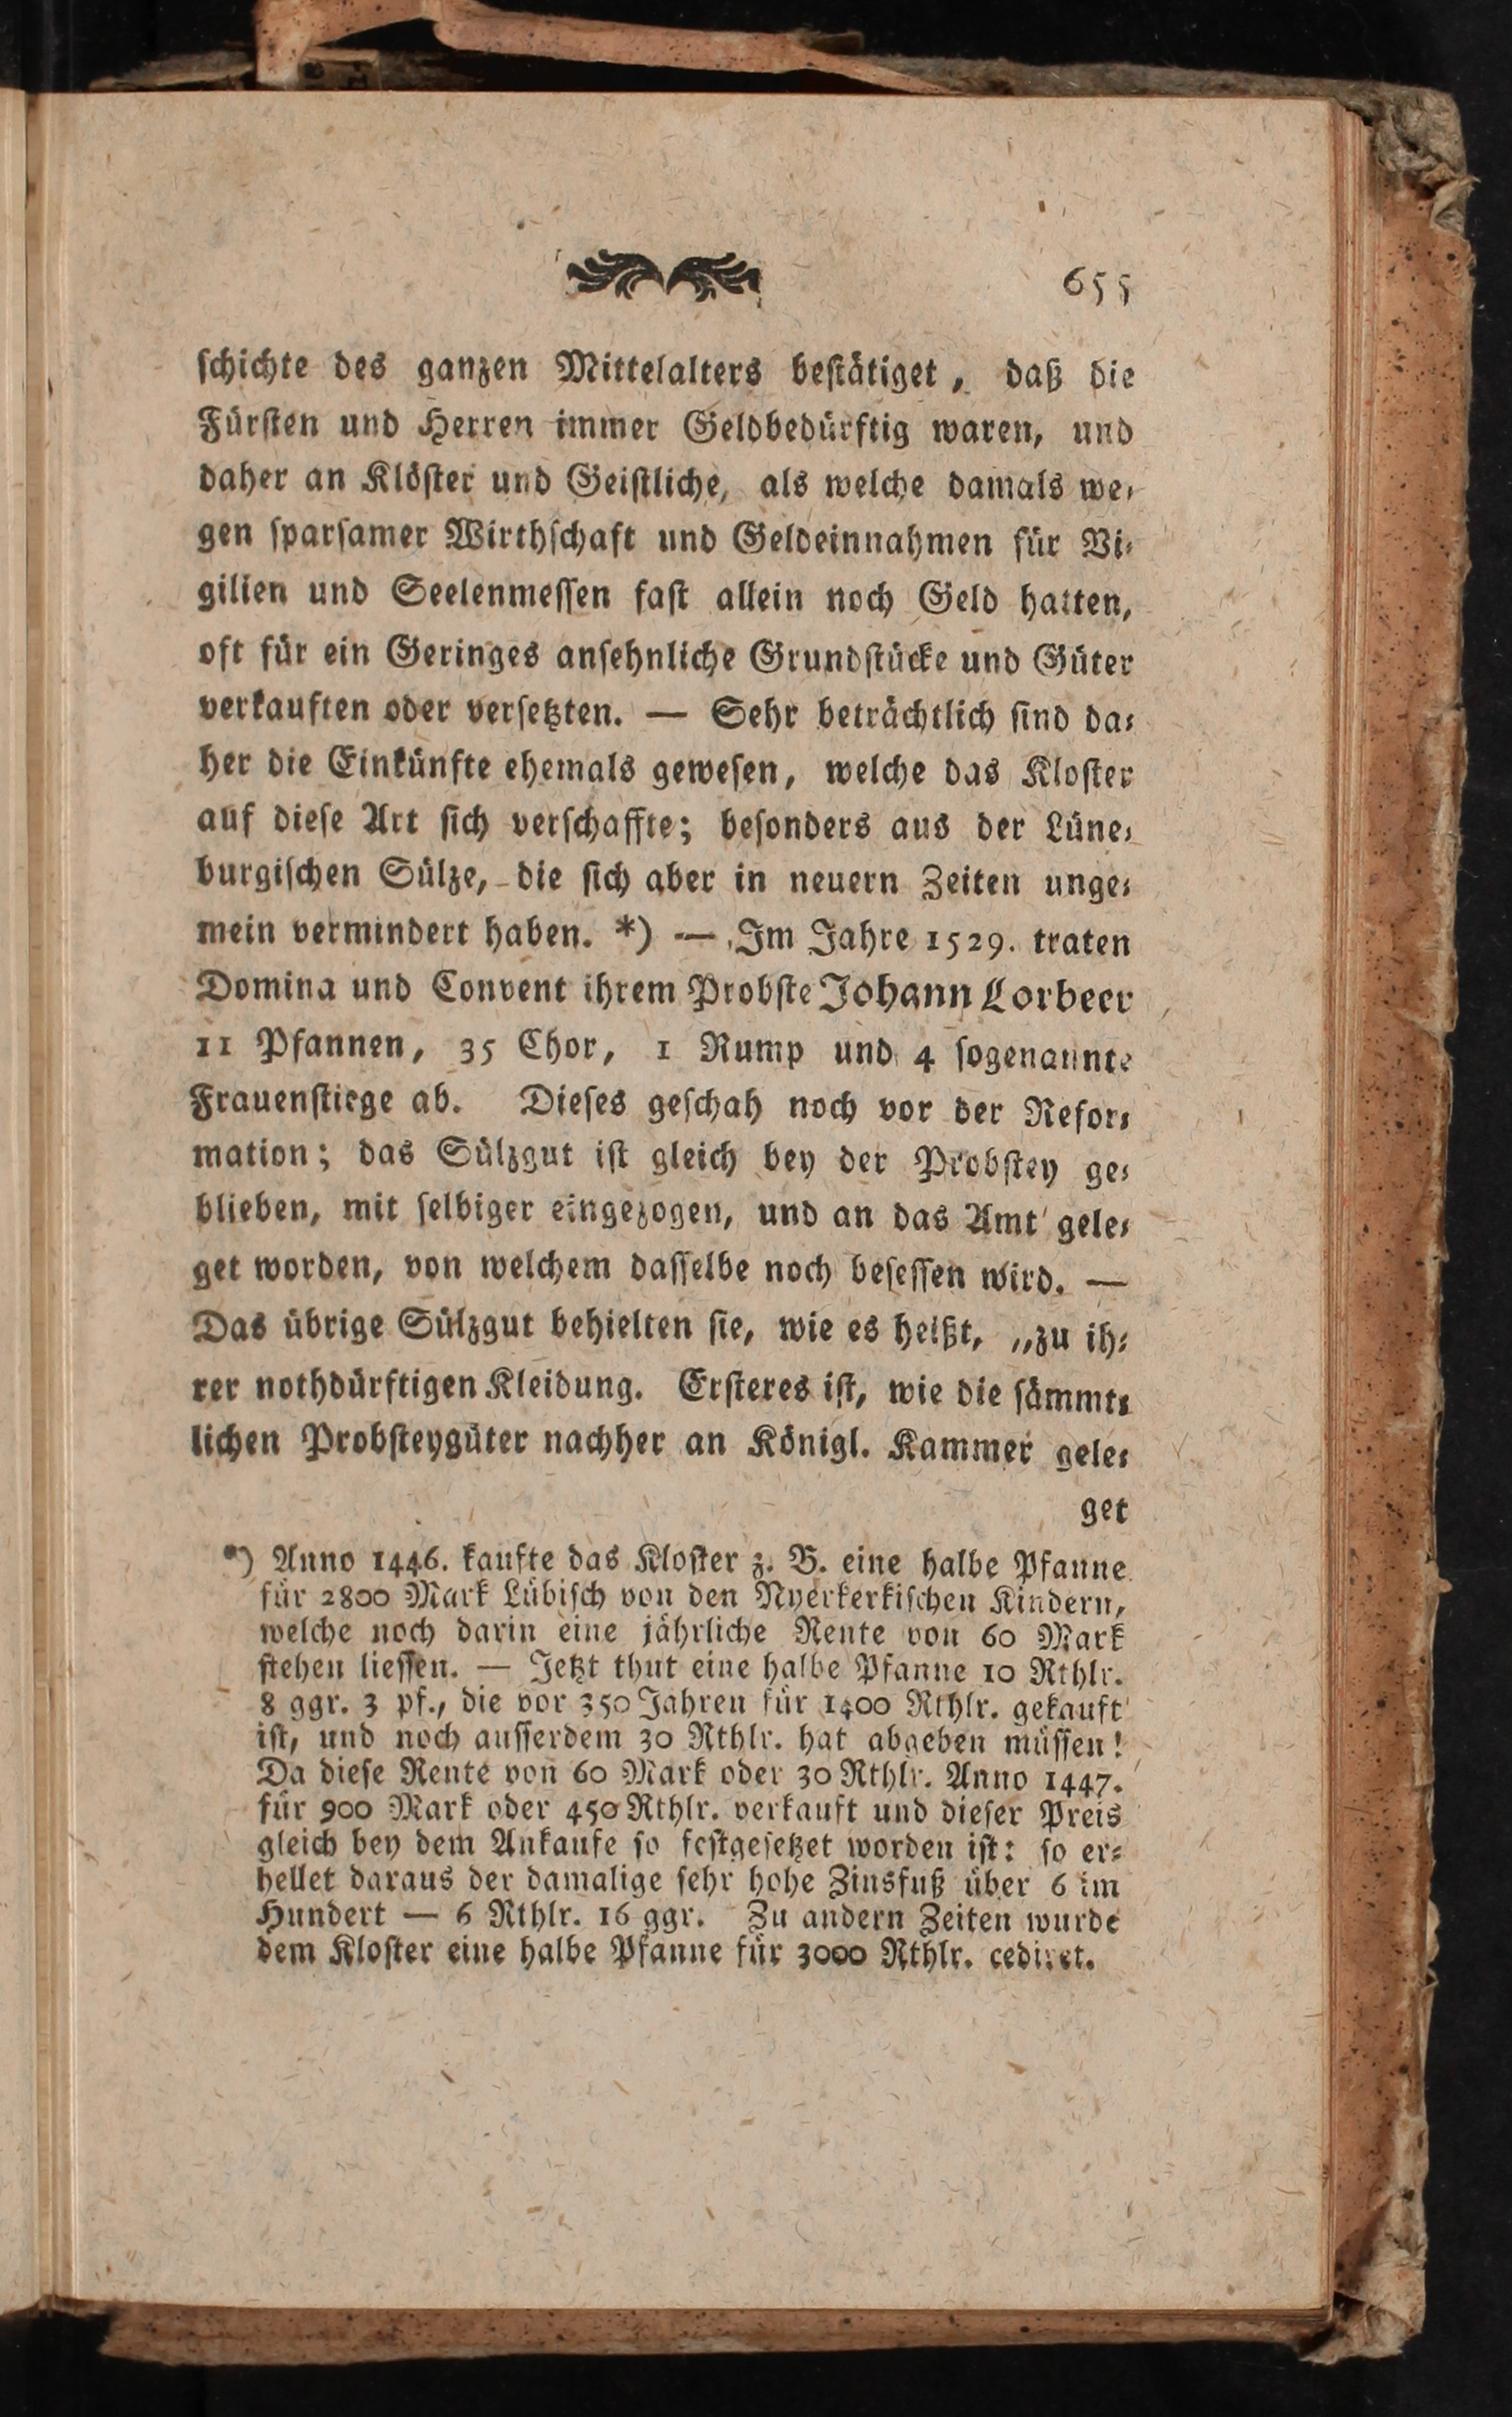 655
ſchichte des ganzen Mittelalters beſtätiget, daß die
Fürſten und Herren immer Geldbedürftig waren, und
daher an Klöſter und Geiſtliche, als welche damals we⸗
gen ſparſamer Wirthſchaft und Geldeinnahmen für Vi⸗
gilien und Seelenmeſſen faſt allein noch Geld hatten,
oft für ein Geringes anſehnliche Grundſtücke und Güter
verkauften oder verſetzten. — Sehr beträchtlich ſind da⸗
her die Einkünfte ehemals geweſen, welche das Kloſter
auf dieſe Art ſich verſchaffte; beſonders aus der Lüne⸗
burgiſchen Sülze, die ſich aber in neuern Zeiten unge⸗
mein vermindert haben. *) — Im Jahre 1529. traten
Domina und Convent ihrem Probſte Johann Lorbeer
11 Pfannen, 35 Chor, 1 Rump und 4 ſogenannte
Frauenſtiege ab. Dieſes geſchah noch vor der Refor⸗
mation; das Sülzgut iſt gleich bey der Probſtey ge⸗
blieben, mit ſelbiger eingezogen, und an das Amt gele⸗
get worden, von welchem daſſelbe noch beſeſſen wird. —
Das übrige Sülzgut behielten ſie, wie es heißt, „zu ih⸗
rer nothdürftigen Kleidung. Erſteres iſt, wie die ſämmt⸗
lichen Probſteygüter nachher an Königl. Kammer gele⸗
get
*) Anno 1446. kaufte das Kloſter z. B. eine halbe Pfanne
für 2800 Mark Lübiſch von den Nyerkerkiſchen Kindern,
welche noch darin eine jährliche Rente von 60 Mark
ſtehen lieſſen. — Jetzt thut eine halbe Pfanne 10 Rthlr.
8 ggr. 3 pf., die vor 350 Jahren für 1400 Rthlr. gekauft
iſt, und noch auſſerdem 30 Rthlr. hat abgeben müſſen!
Da dieſe Rente von 60 Mark oder 30 Rthlr. Anno 1447.
für 900 Mark oder 450 Rthlr. verkauft und dieſer Preis
gleich bey dem Ankaufe ſo feſtgeſetzet worden iſt: ſo er⸗
hellet daraus der damalige ſehr hohe Zinsfuß über 6 im
Hundert — 6 Rthlr. 16 ggr. Zu andern Zeiten wurde
dem Kloſter eine halbe Pfanne für 3000 Rthlr. cediret.